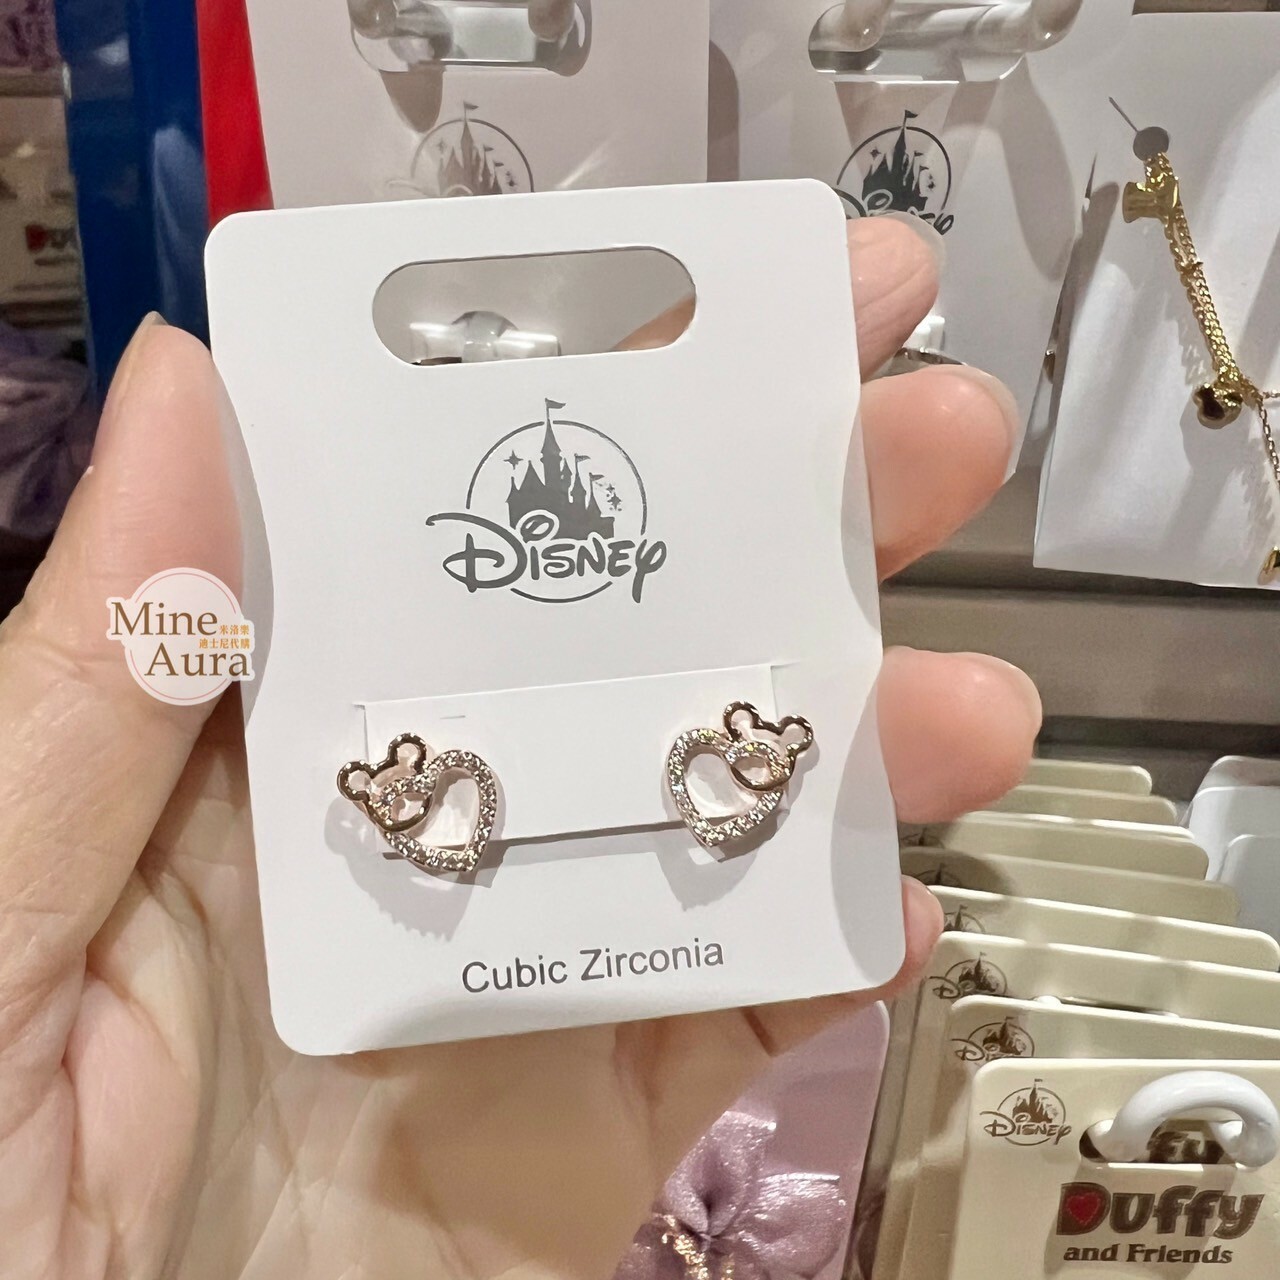 Disney
Cubic Zirconia
Mine
米洛樂
迪士尼代購
Aura
Disney
Disney
Duffy
and Friends